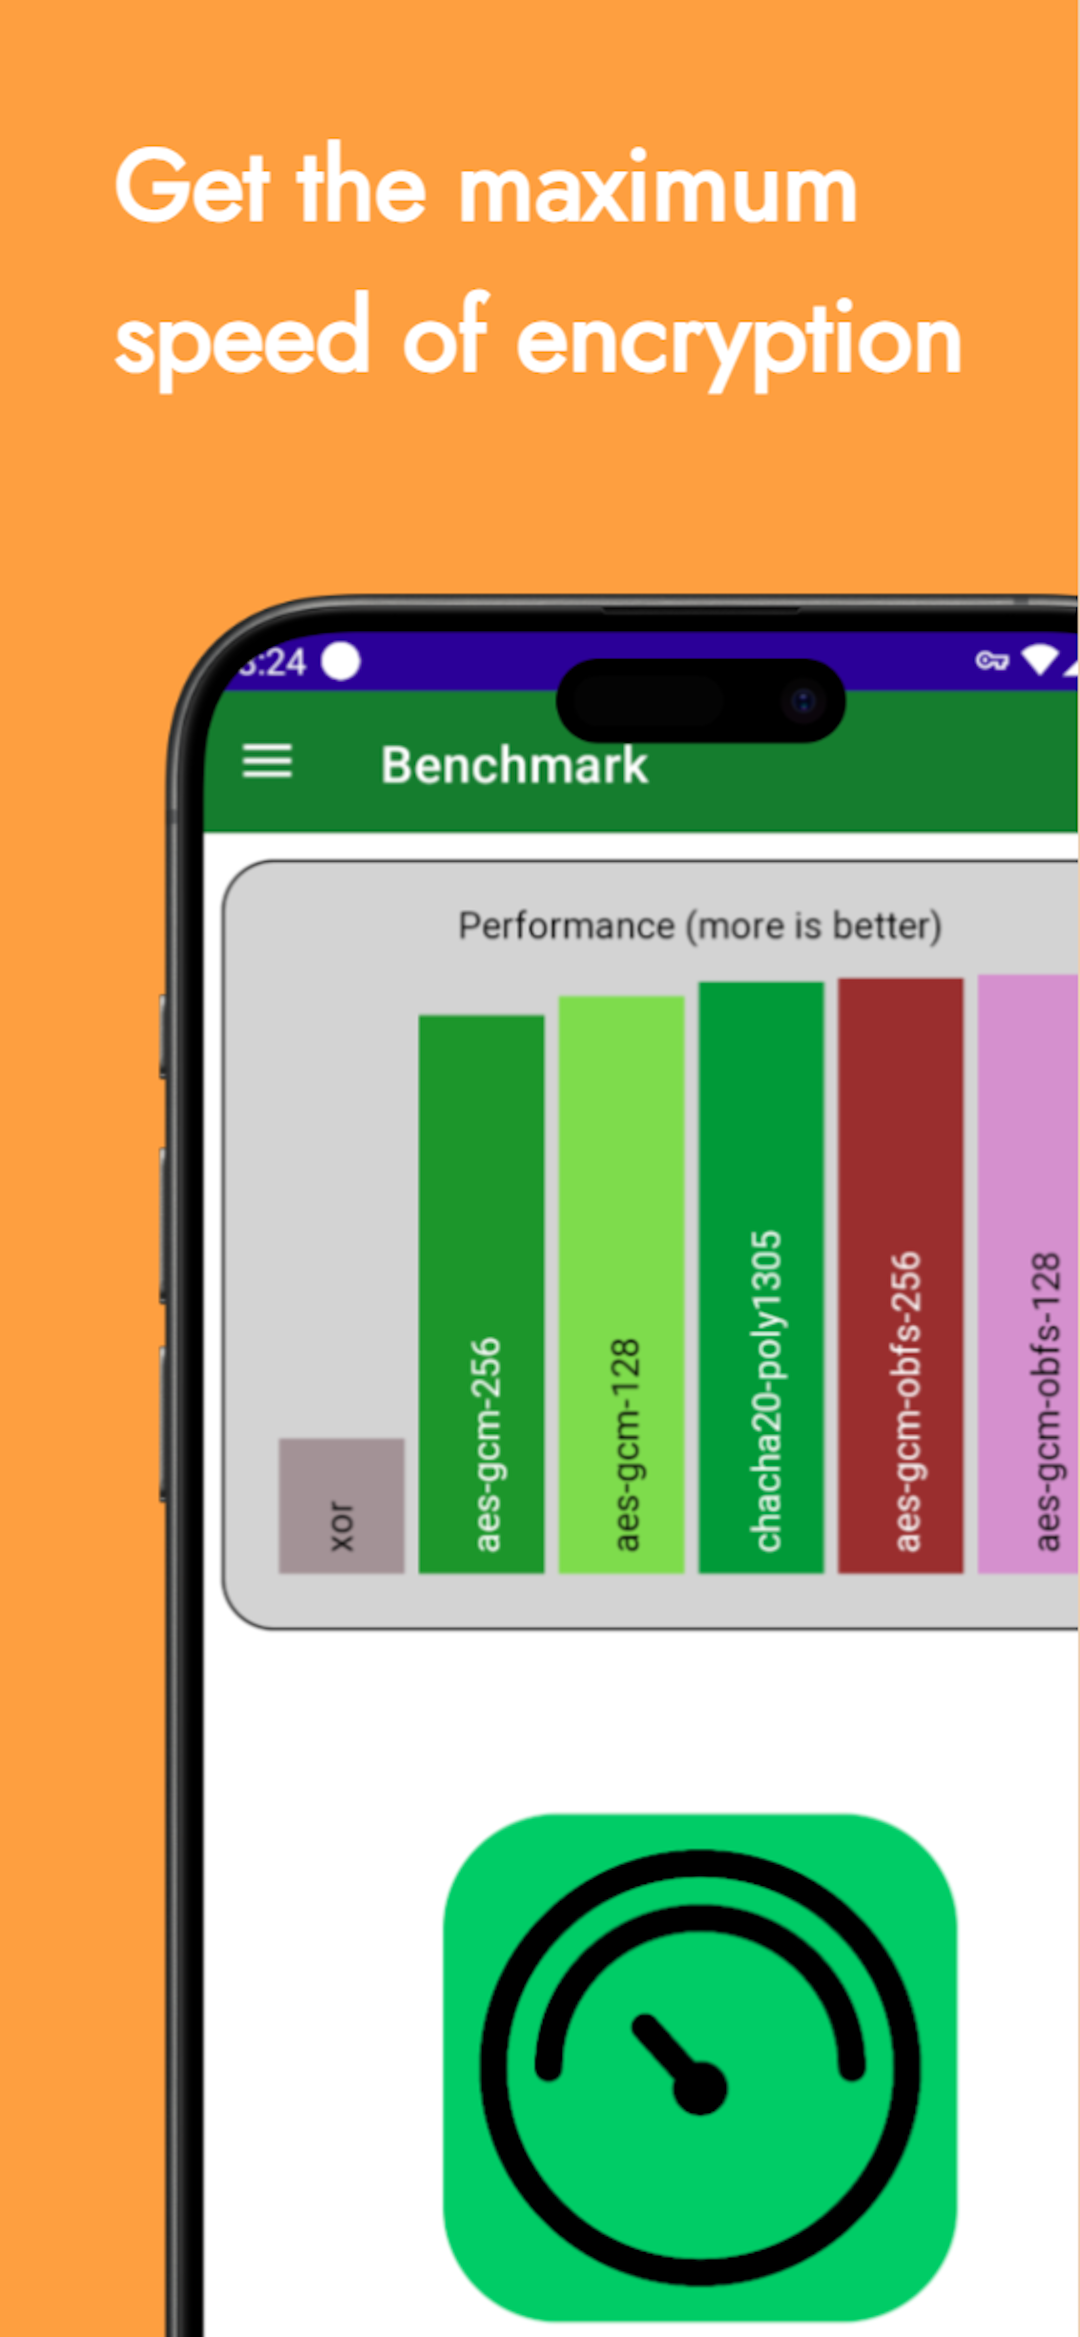 Get the maximum
speed of encryption
:24
Benchmark
Performance (more is better)
xor
aes-gcm-256
aes-gcm-128
chacha20-poly1305
aes-gcm-obfs-256
aes-gcm-obfs-128